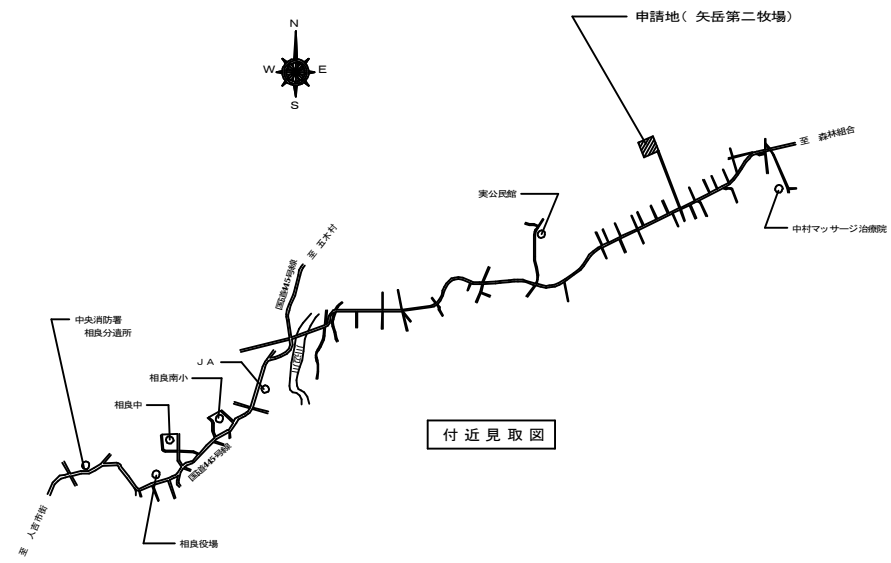 N
W E
S
申請地( 矢岳第二牧場)
至 森林組合
実公民館
中村マッサージ治療院
至 五木村
国道445号線
中央消防署
相良分遣所
JA
相良南小
相良中
国道445号線
付近見取図
至 人吉市街
相良役場